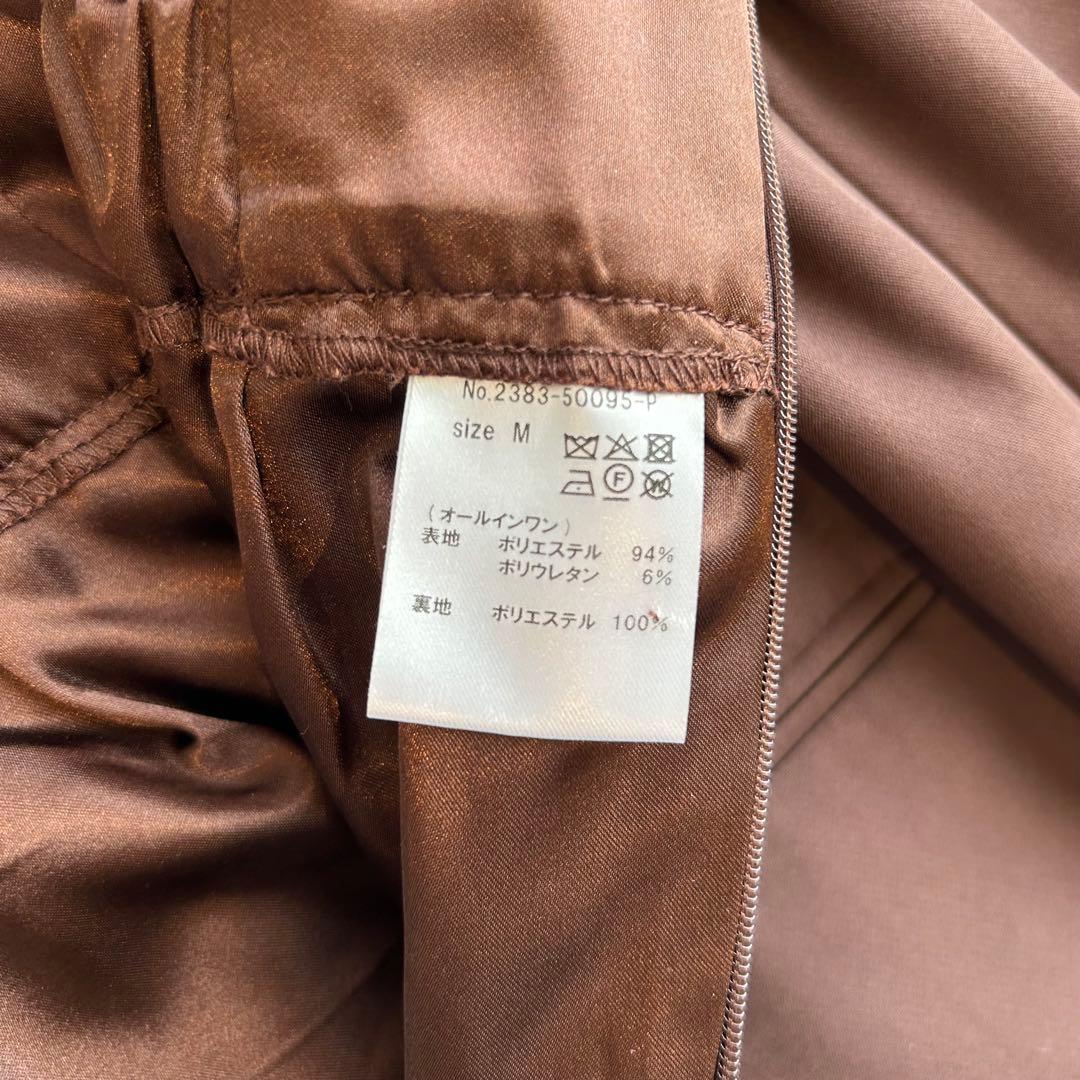 No.2383-50095-P
size M
F
W
(オールインワン)
表地 ポリエステル 94%
ポリウレタン 6%
裏地 ポリエステル 100%